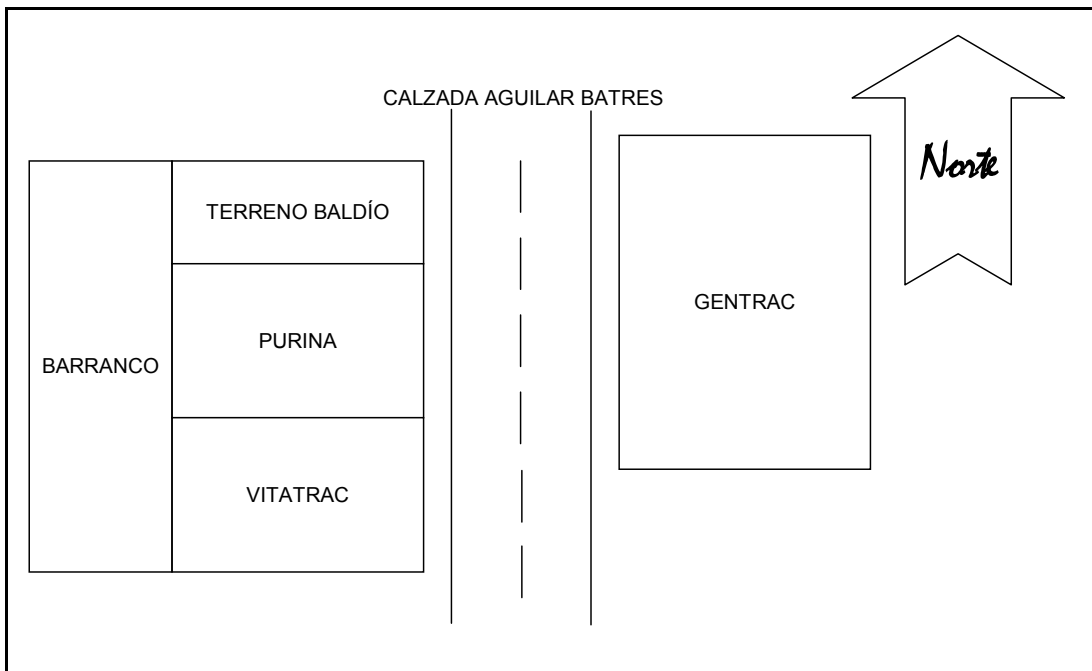 CALZADA AGUILAR BATRES
Norte
TERRENO BALDÍO
GENTRAC
PURINA
BARRANCO
VITATRAC